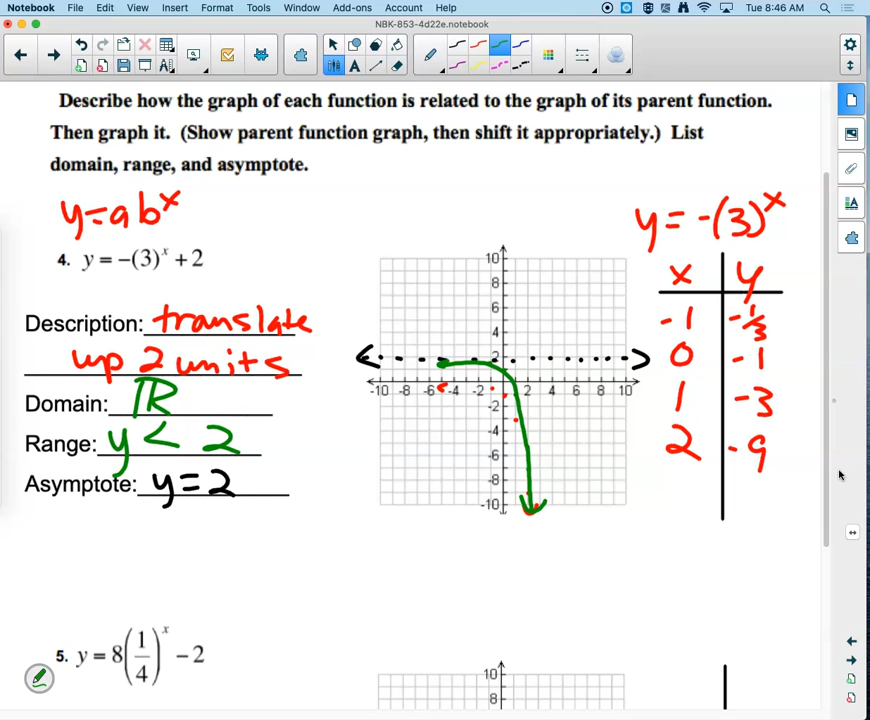 Notebook File Edit View Insert Format Tools Window Add-ons Account Help Tue 8:46 AM
NBK-853-4d22e.notebook
Describe how the graph of each function is related to the graph of its parent function.
Then graph it. (Show parent function graph, then shift it appropriately.) List
domain, range, and asymptote.
y=ab^x
y=-(3)^x
4. y = −(3)^x + 2
x y
-1 -1/3
0 -1
1 -3
2 -9
Description: translate
up 2 units
Domain: ℝ
Range: y < 2
Asymptote: y=2
10
8
6
4
2
-10 -8 -6 -4 -2 2 4 6 8 10
-2
-4
-6
-8
-10
5. y = 8(1/4)^x − 2
10
8